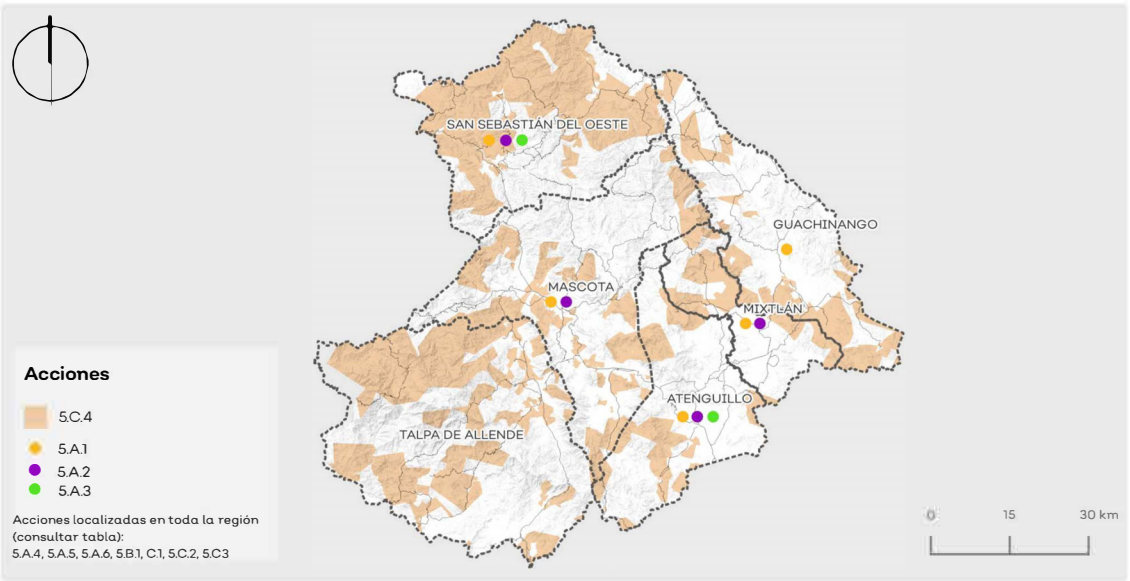 SAN SEBASTIÁN DEL OESTE
GUACHINANGO
MASCOTA
MIXTLÁN
ATENGUILLO
TALPA DE ALLENDE
Acciones
5.C.4
5.A.1
5.A.2
5.A.3
Acciones localizadas en toda la región
(consultar tabla):
5.A.4, 5.A.5, 5.A.6, 5.B.1, C.1, 5.C.2, 5.C3
0 15 30 km